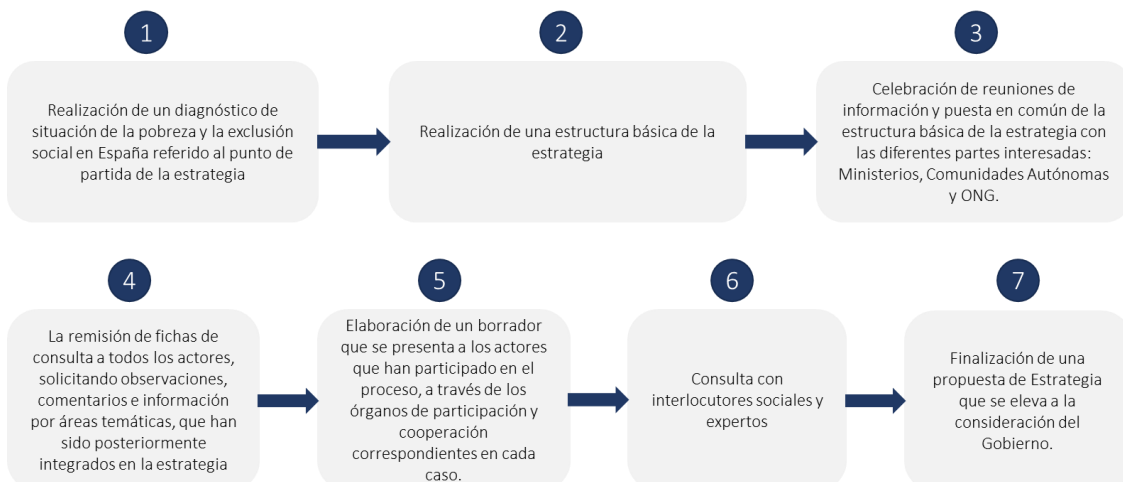 1
Realización de un diagnóstico de
situación de la pobreza y la exclusión
social en España referido al punto de
partida de la estrategia
2
Realización de una estructura básica de la
estrategia
3
Celebración de reuniones de
información y puesta en común de la
estructura básica de la estrategia con
las diferentes partes interesadas:
Ministerios, Comunidades Autónomas
y ONG.
4
La remisión de fichas de
consulta a todos los actores,
solicitando observaciones,
comentarios e información
por áreas temáticas, que han
sido posteriormente
integrados en la estrategia
5
Elaboración de un borrador
que se presenta a los actores
que han participado en el
proceso, a través de los
órganos de participación y
cooperación
correspondientes en cada
caso.
6
Consulta con
interlocutores sociales y
expertos
7
Finalización de una
propuesta de Estrategia
que se eleva a la
consideración del
Gobierno.